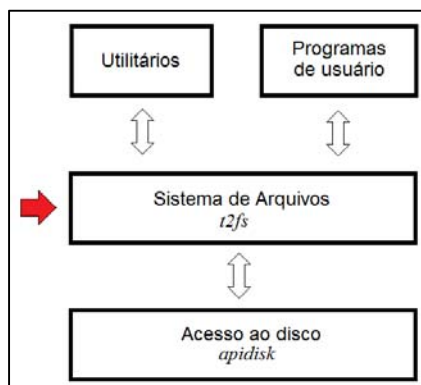 Utilitários
Programas
de usuário
Sistema de Arquivos
t2fs
Acesso ao disco
apidisk